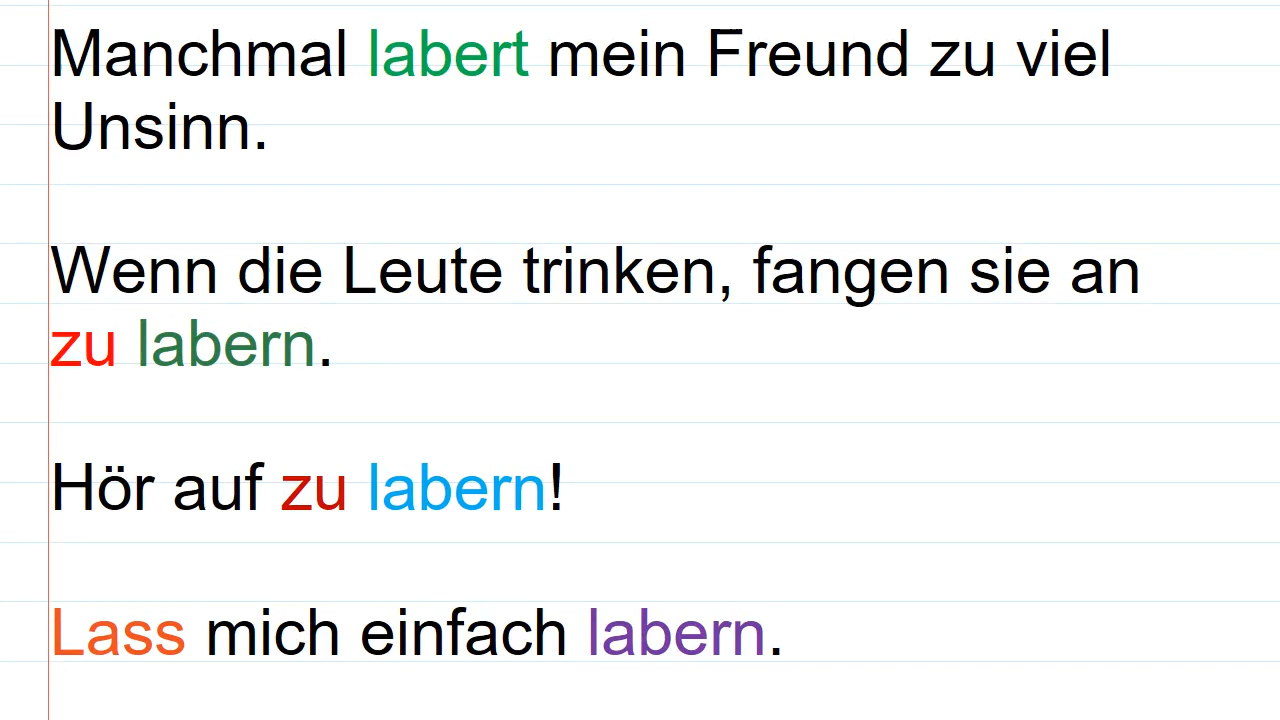 Manchmal labert mein Freund zu viel
Unsinn.
Wenn die Leute trinken, fangen sie an
zu labern.
Hör auf zu labern!
Lass mich einfach labern.